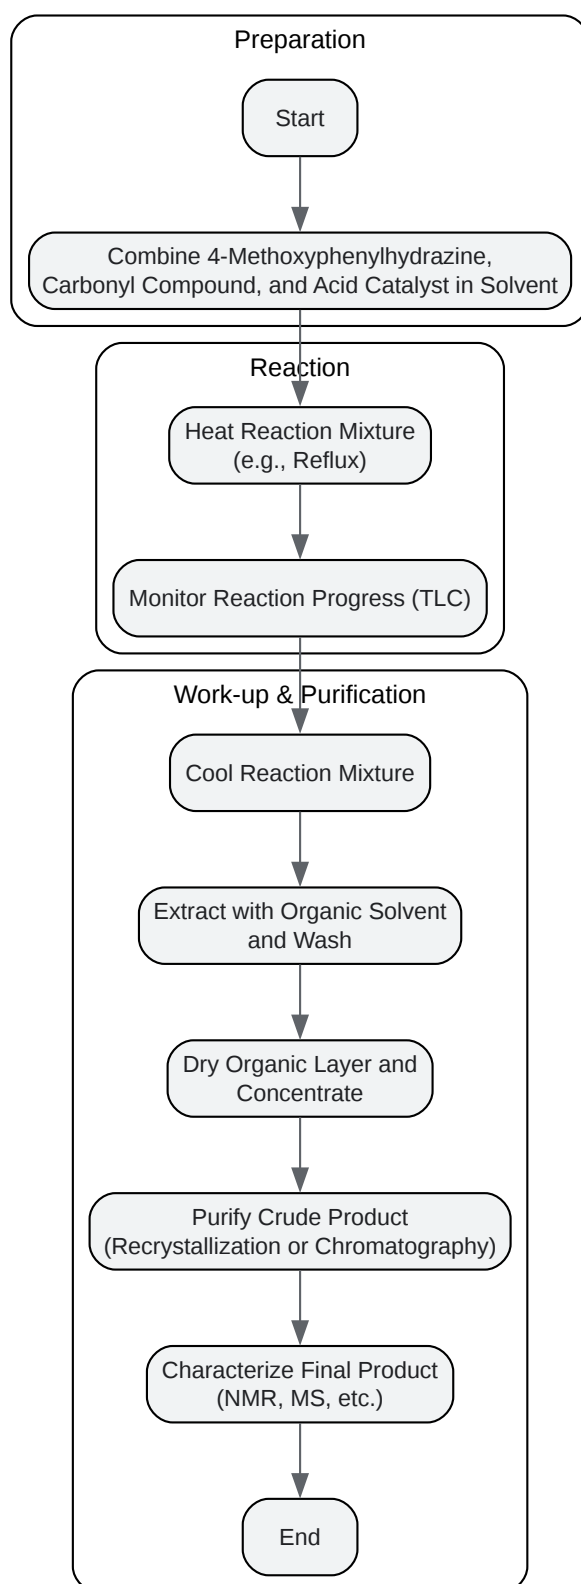 Preparation
Start
Combine 4-Methoxyphenylhydrazine,
Carbonyl Compound, and Acid Catalyst in Solvent
Reaction
Heat Reaction Mixture
(e.g., Reflux)
Monitor Reaction Progress (TLC)
Work-up & Purification
Cool Reaction Mixture
Extract with Organic Solvent
and Wash
Dry Organic Layer and
Concentrate
Purify Crude Product
(Recrystallization or Chromatography)
Characterize Final Product
(NMR, MS, etc.)
End